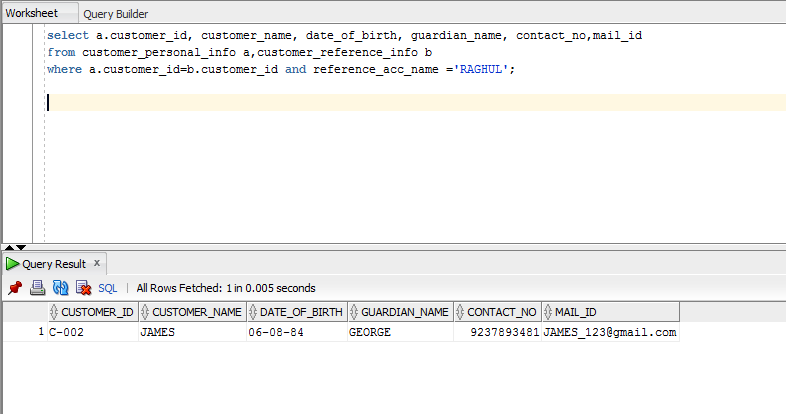 Worksheet Query Builder
select a.customer_id, customer_name, date_of_birth, guardian_name, contact_no,mail_id
from customer_personal_info a,customer_reference_info b
where a.customer_id=b.customer_id and reference_acc_name ='RAGHUL';
Query Result x
SQL | All Rows Fetched: 1 in 0.005 seconds
CUSTOMER_ID CUSTOMER_NAME DATE_OF_BIRTH GUARDIAN_NAME CONTACT_NO MAIL_ID
1 C-002 JAMES 06-08-84 GEORGE 9237893481 JAMES_123@gmail.com